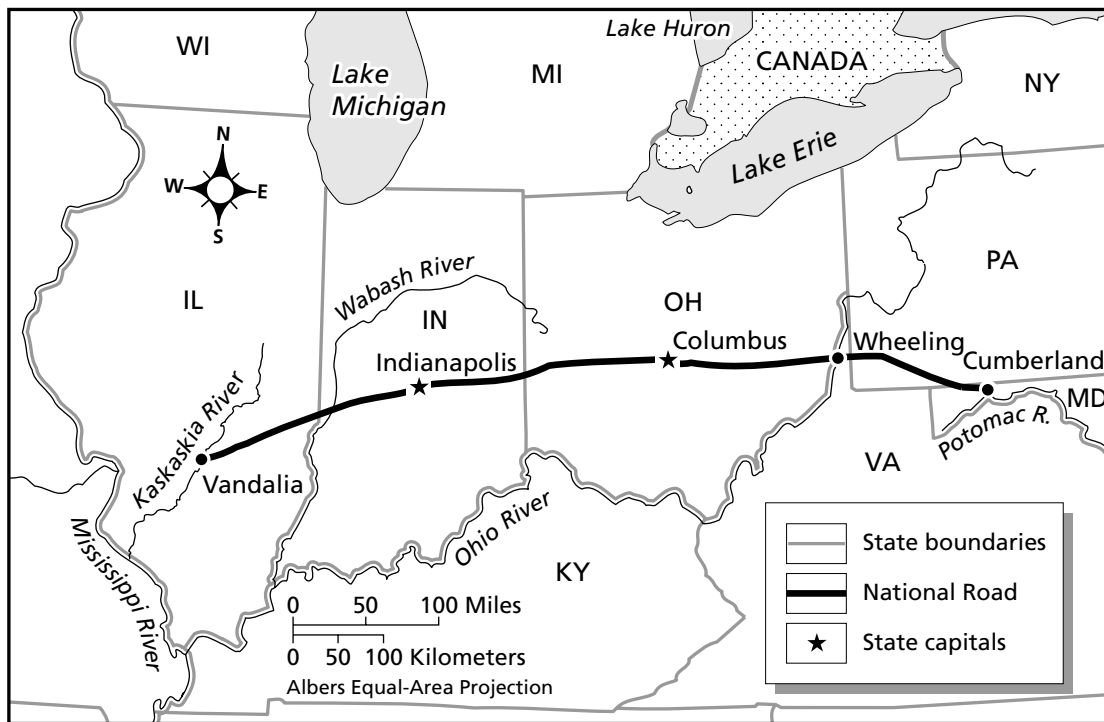 WI
Lake
Michigan
MI
Lake Huron
CANADA
NY
Lake Erie
N
W
E
S
PA
IL
Wabash River
IN
OH
Indianapolis
Columbus
Wheeling
Cumberland
MD
Potomac R.
Kaskaskia River
Vandalia
VA
Mississippi River
Ohio River
KY
0 50 100 Miles
0 50 100 Kilometers
Albers Equal-Area Projection
State boundaries
National Road
State capitals